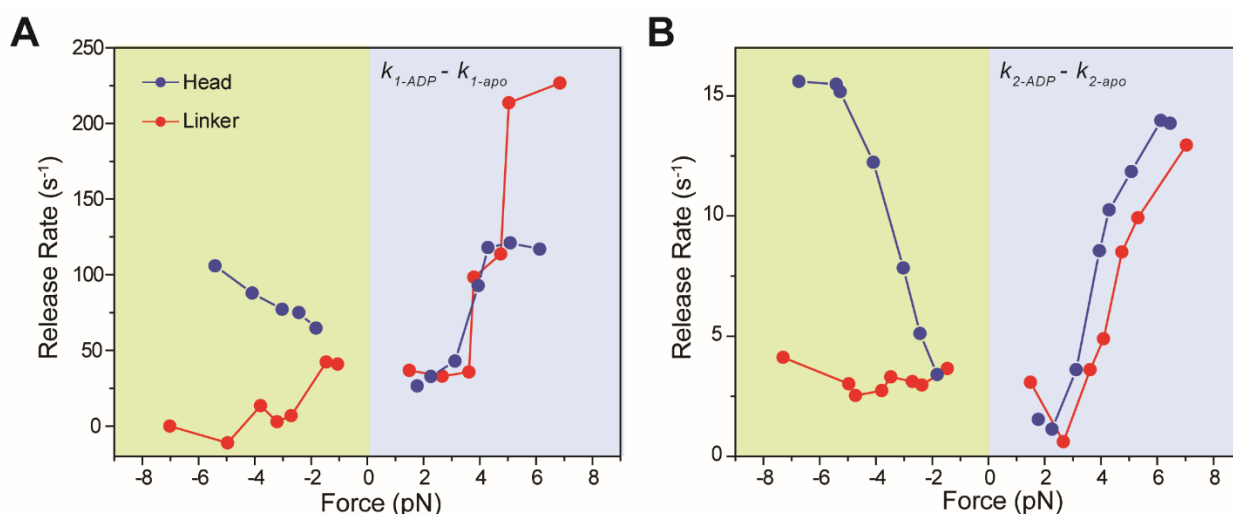 A
250
200
150
100
50
0
Release Rate (s⁻¹)
Head
Linker
k₁₋ADP - k₁₋apo
-8 -6 -4 -2 0 2 4 6 8
Force (pN)
B
15
10
5
0
Release Rate (s⁻¹)
k₂₋ADP - k₂₋apo
-8 -6 -4 -2 0 2 4 6 8
Force (pN)